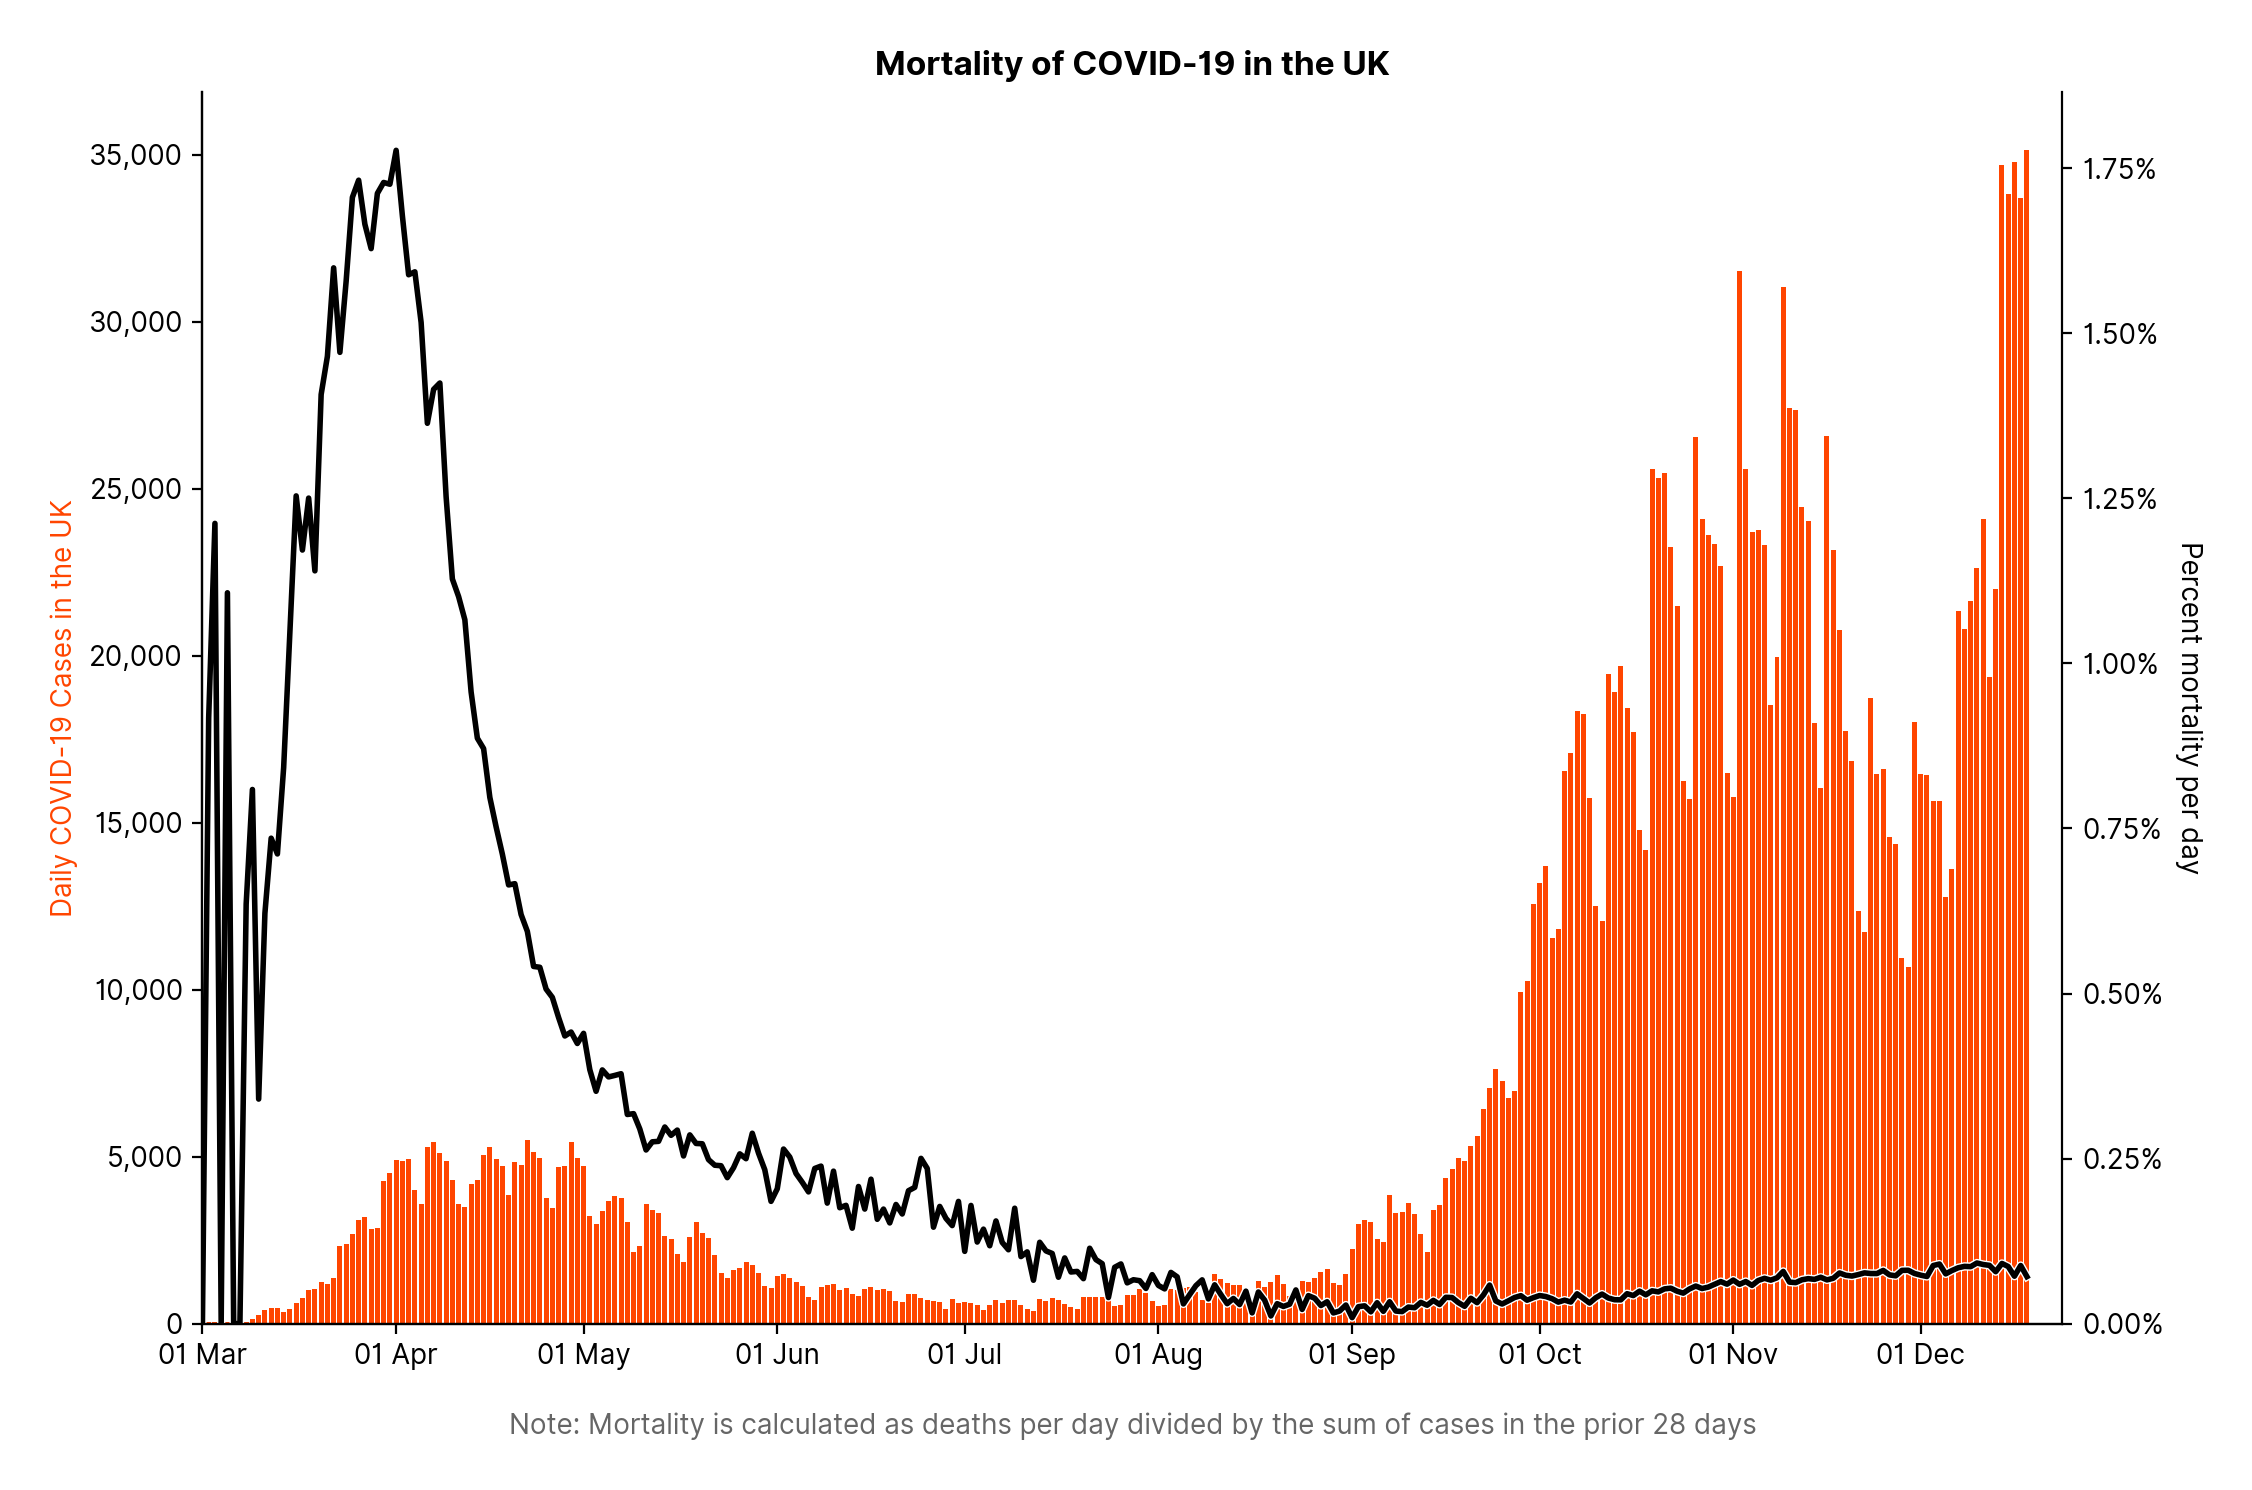 Mortality of COVID-19 in the UK
35,000
30,000
25,000
20,000
15,000
10,000
5,000
0
Daily COVID-19 Cases in the UK
1.75%
1.50%
1.25%
1.00%
0.75%
0.50%
0.25%
0.00%
Percent mortality per day
01 Mar
01 Apr
01 May
01 Jun
01 Jul
01 Aug
01 Sep
01 Oct
01 Nov
01 Dec
Note: Mortality is calculated as deaths per day divided by the sum of cases in the prior 28 days